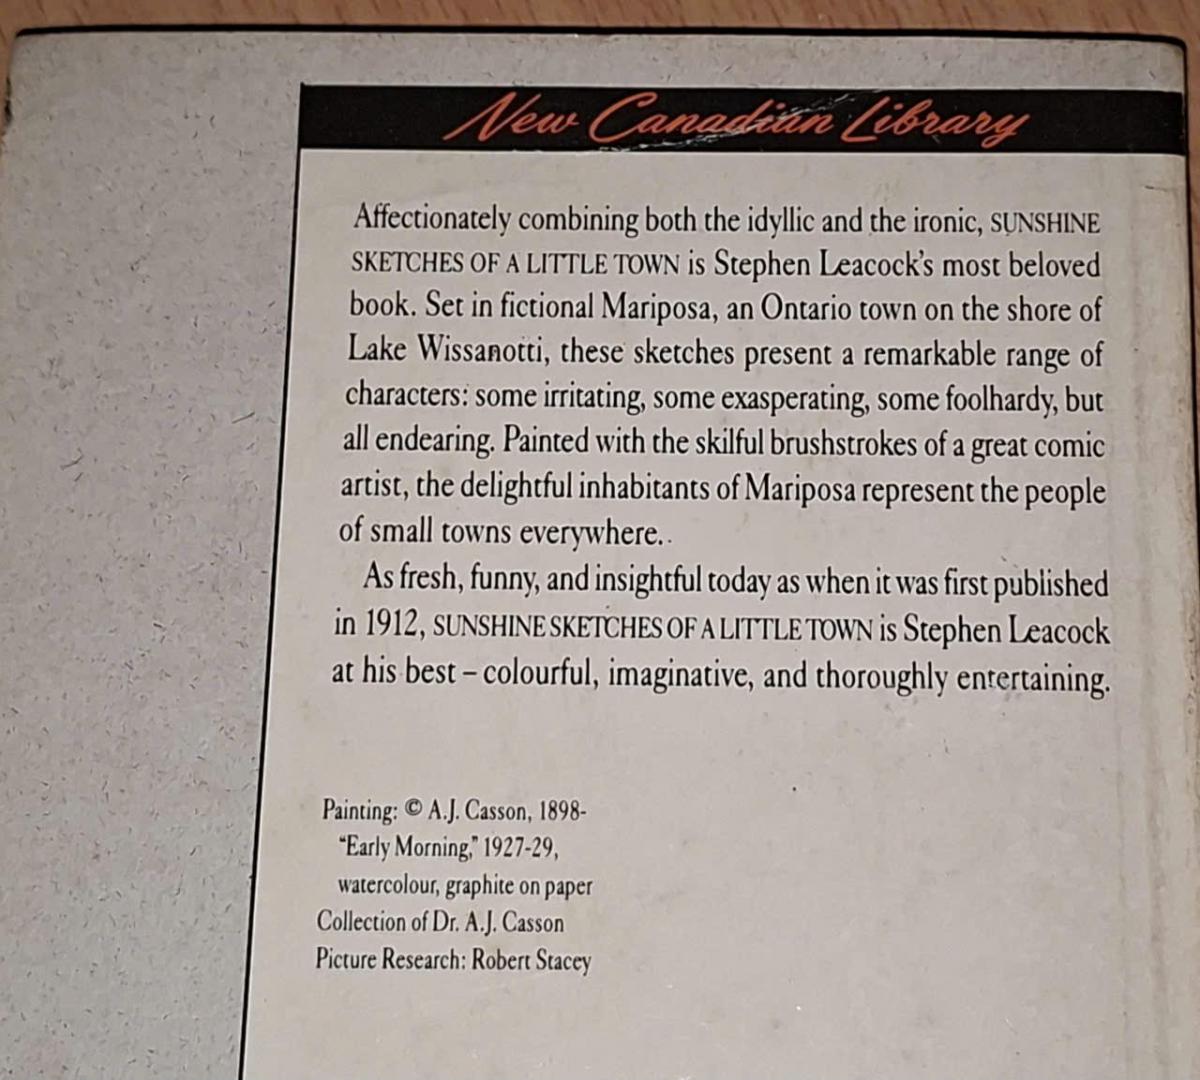 New Canadian Library
Affectionately combining both the idyllic and the ironic, SUNSHINE
SKETCHES OF A LITTLE TOWN is Stephen Leacock's most beloved
book. Set in fictional Mariposa, an Ontario town on the shore of
Lake Wissanotti, these sketches present a remarkable range of
characters: some irritating, some exasperating, some foolhardy, but
all endearing. Painted with the skilful brushstrokes of a great comic
artist, the delightful inhabitants of Mariposa represent the people
of small towns everywhere.
As fresh, funny, and insightful today as when it was first published
in 1912, SUNSHINE SKETCHES OF A LITTLE TOWN is Stephen Leacock
at his best – colourful, imaginative, and thoroughly entertaining.
Painting: © A.J. Casson, 1898-
“Early Morning,” 1927-29,
watercolour, graphite on paper
Collection of Dr. A.J. Casson
Picture Research: Robert Stacey